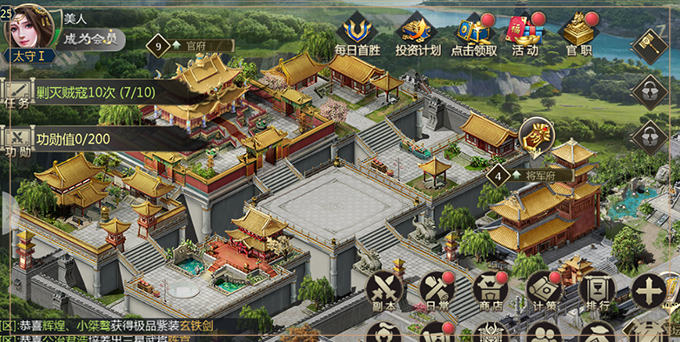 25
美人
成为会员
太守 I
9 官府
每日首胜
投资计划
点击领取
活动
官职
任务
剿灭贼寇10次 (7/10)
功勋
功勋值0/200
4 将军府
副本
日常
商店
计策
排行
[区]:恭喜辉煌、小桀骜获得极品紫装玄铁剑